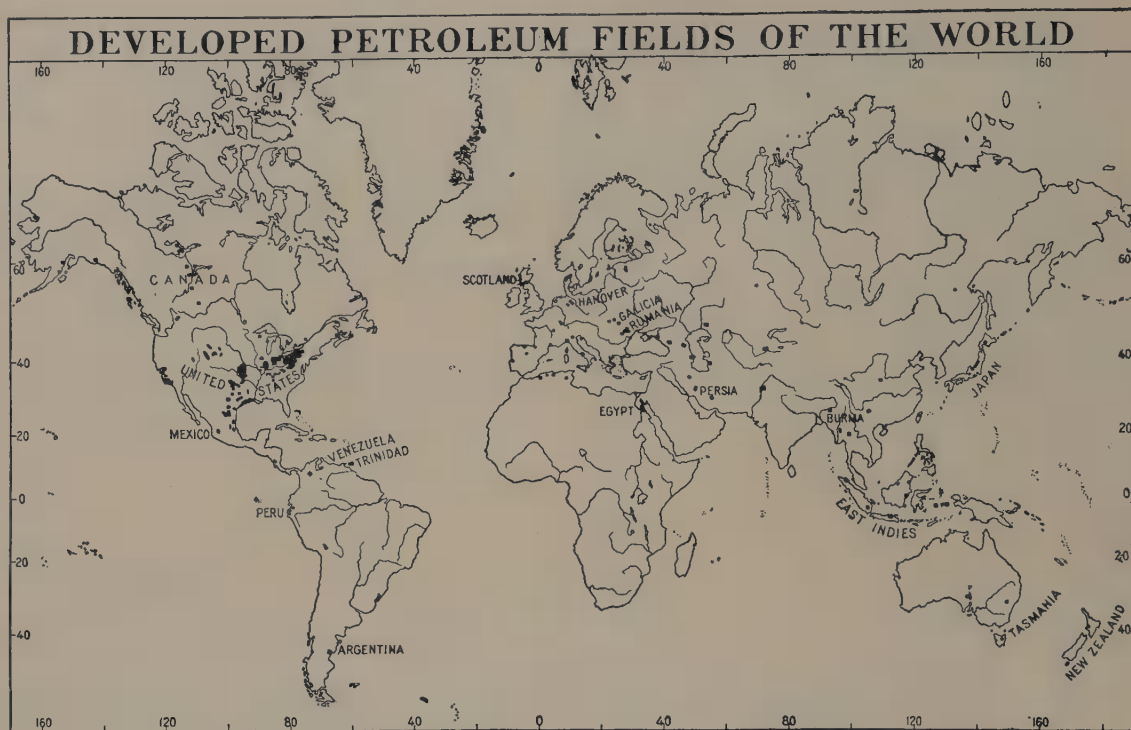 DEVELOPED PETROLEUM FIELDS OF THE WORLD
160 120 80 40 0 40 80 120 160
60 60
CANADA
SCOTLAND
HANOVER
GALICIA
RUMANIA
40 40
UNITED STATES
PERSIA
JAPAN
EGYPT
BURMA
20 20
MEXICO
VENEZUELA
TRINIDAD
0 0
PERU
EAST INDIES
20 20
TASMANIA
40 40
ARGENTINA
NEW ZEALAND
160 120 80 40 0 40 80 120 160